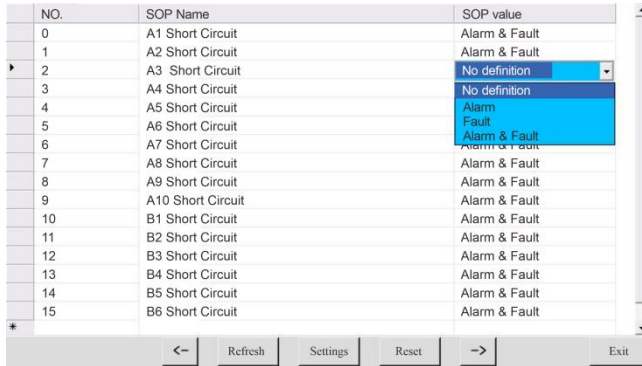 NO. SOP Name SOP value
0 A1 Short Circuit Alarm & Fault
1 A2 Short Circuit Alarm & Fault
2 A3 Short Circuit No definition
3 A4 Short Circuit No definition
4 A5 Short Circuit Alarm
5 A6 Short Circuit Fault
6 A7 Short Circuit Alarm & Fault
Alarm & Fault
7 A8 Short Circuit Alarm & Fault
8 A9 Short Circuit Alarm & Fault
9 A10 Short Circuit Alarm & Fault
10 B1 Short Circuit Alarm & Fault
11 B2 Short Circuit Alarm & Fault
12 B3 Short Circuit Alarm & Fault
13 B4 Short Circuit Alarm & Fault
14 B5 Short Circuit Alarm & Fault
15 B6 Short Circuit Alarm & Fault
* 
<- Refresh Settings Reset -> Exit